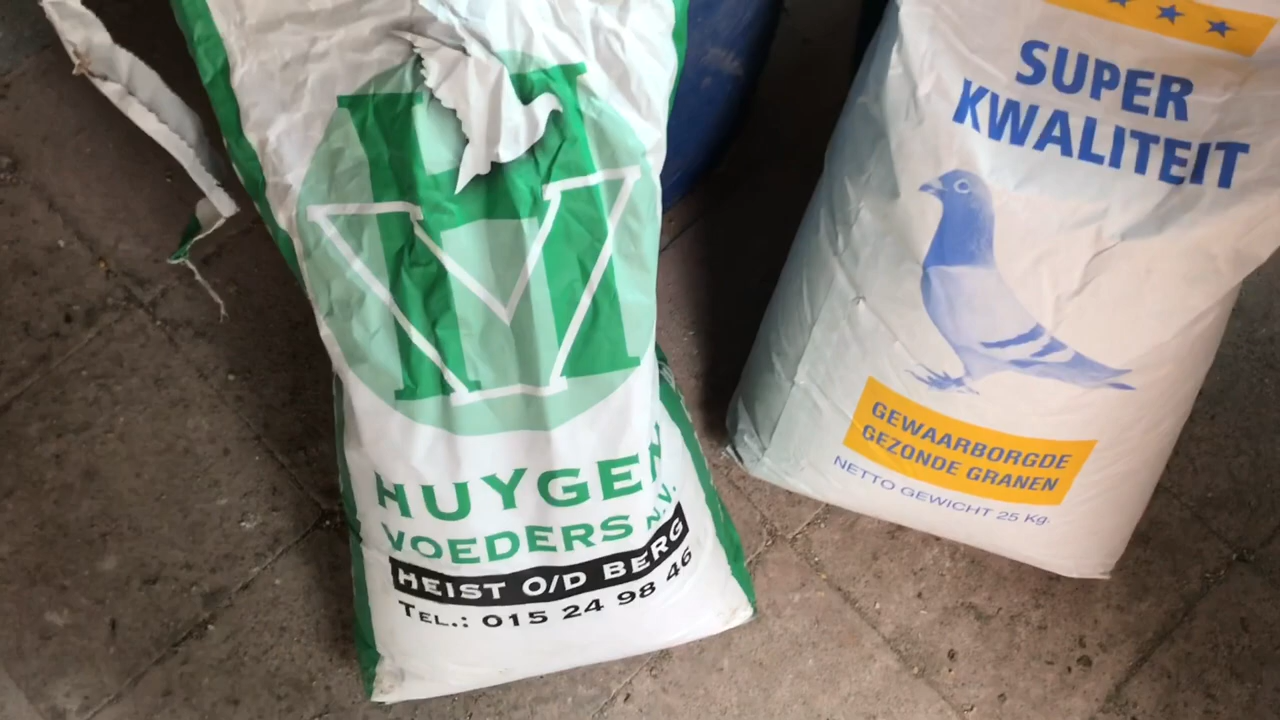 HUYGEN
VOEDERS N.V.
HEIST O/D BERG
TEL.: 015 24 98 46
SUPER
KWALITEIT
GEWAARBORGDE
GEZONDE GRANEN
NETTO GEWICHT 25 Kg.